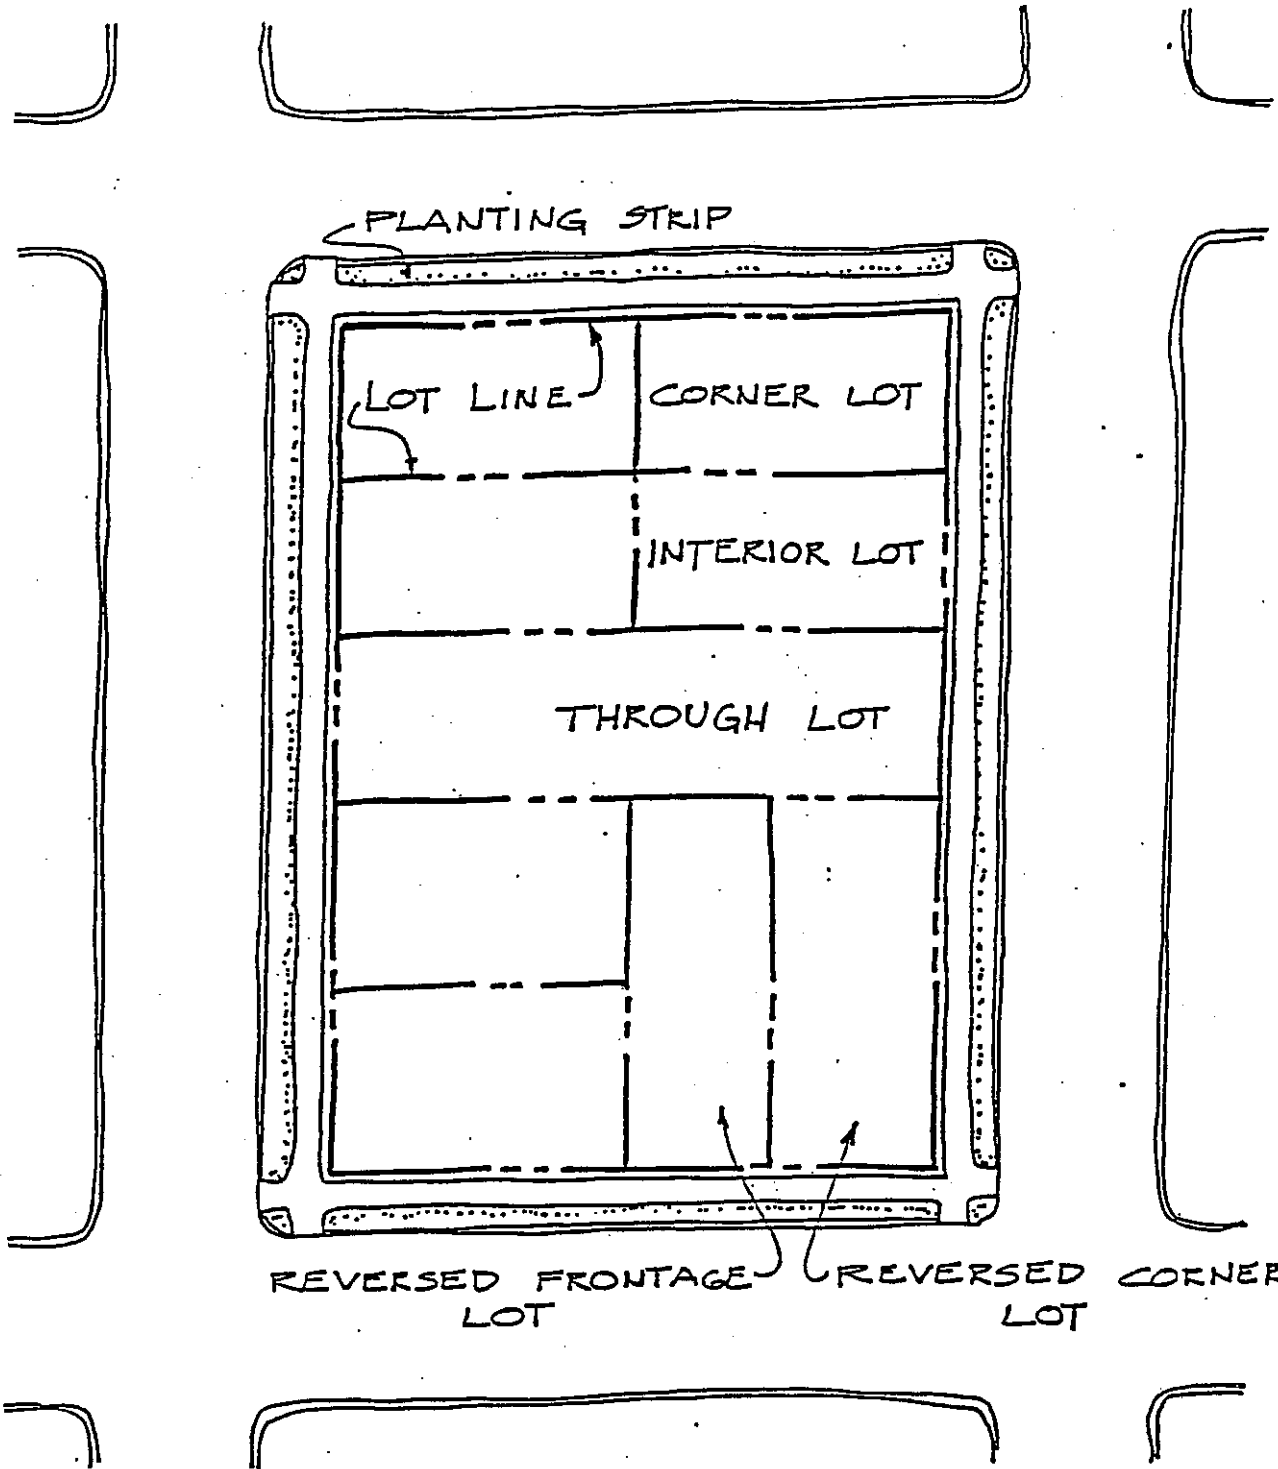 PLANTING STRIP
LOT LINE
CORNER LOT
INTERIOR LOT
THROUGH LOT
REVERSED FRONTAGE
LOT
REVERSED CORNER
LOT